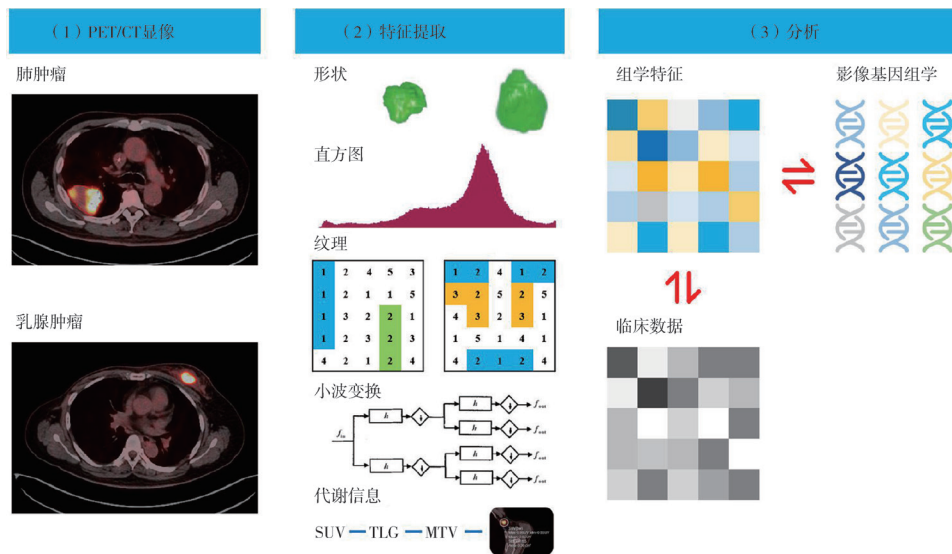 （1）PET/CT显像
肺肿瘤
乳腺肿瘤
（2）特征提取
形状
直方图
纹理
1 2 4 5 3
1 2 1 1 5
1 3 2 2 1
1 2 3 2 3
4 2 1 2 4
1 2 4 1 2
3 2 5 2 5
4 3 2 3 1
1 5 1 4 1
4 2 1 2 4
小波变换
h
h
fout
h
fout
fin
h
h
fout
h
fout
代谢信息
SUV TLG MTV
（3）分析
组学特征
影像基因组学
临床数据